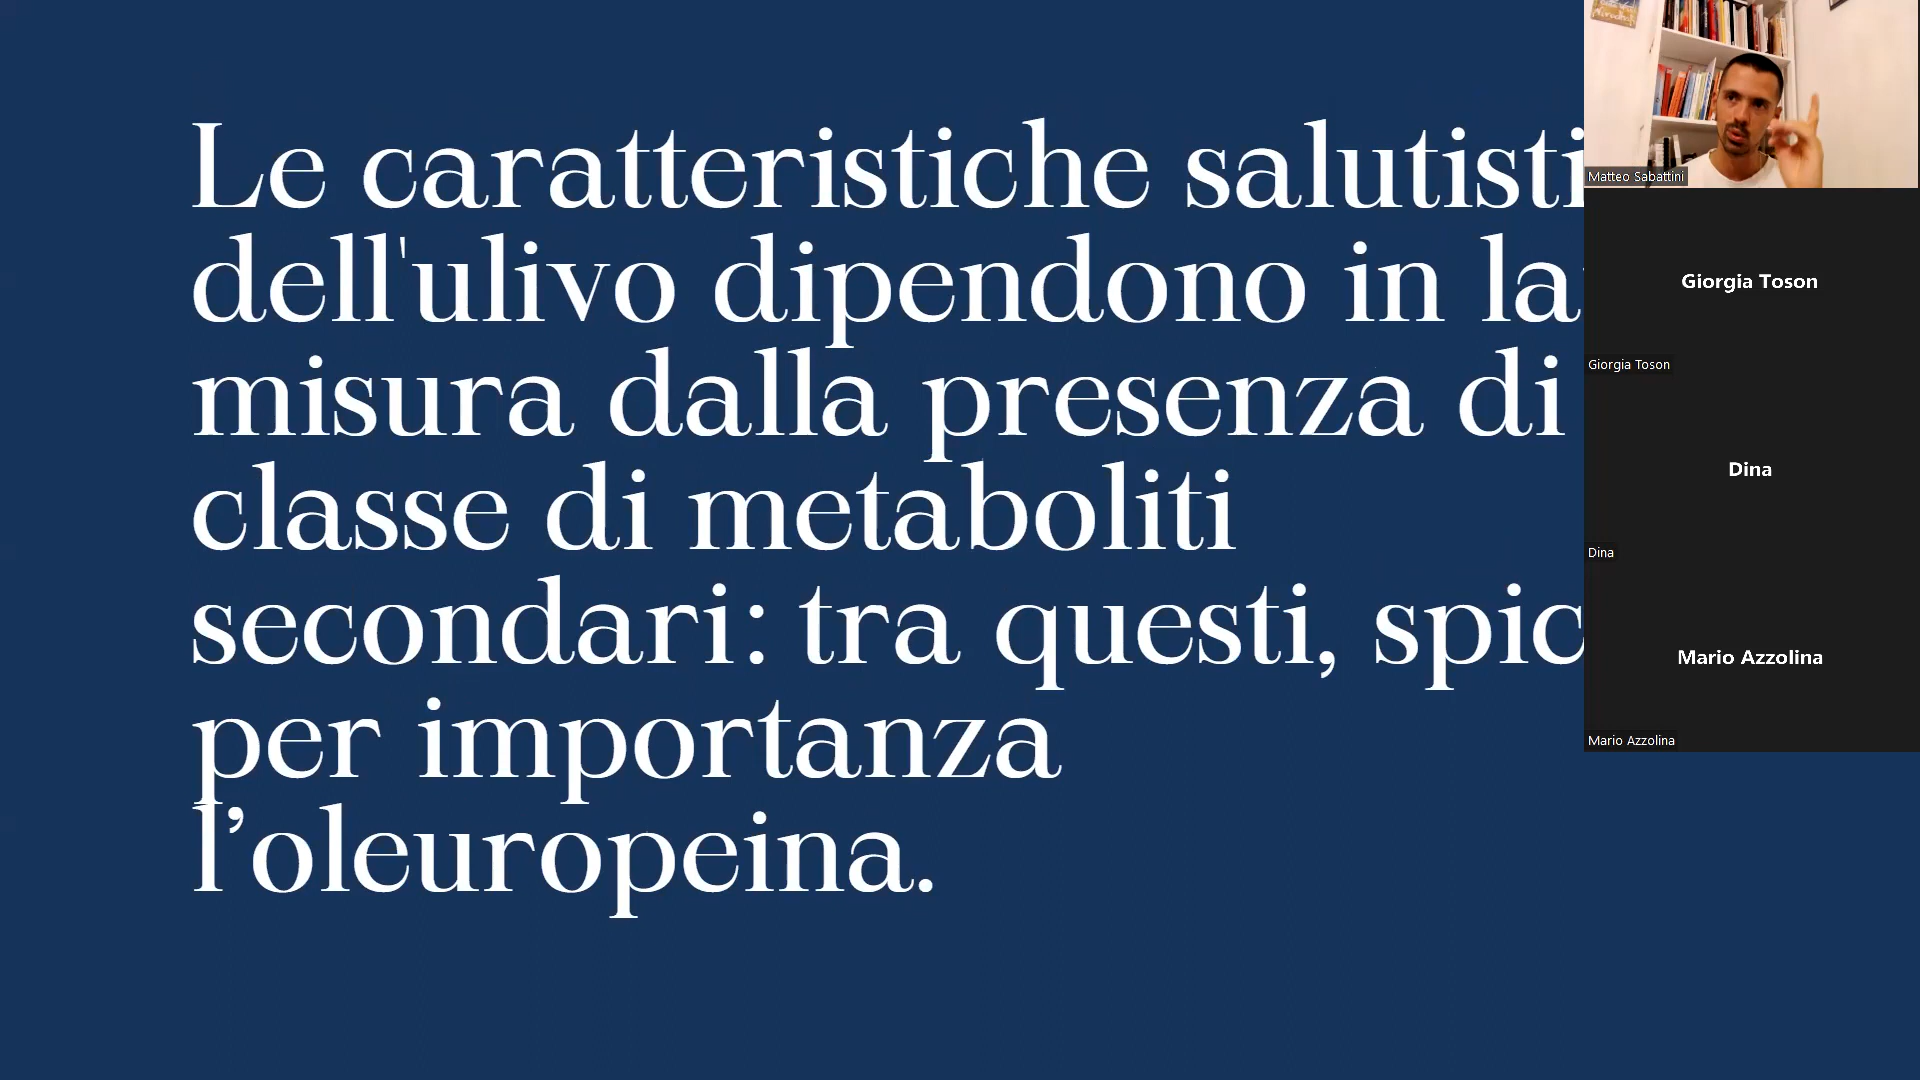 Le caratteristiche salutisti
dell'ulivo dipendono in la
misura dalla presenza di
classe di metaboliti
secondari: tra questi, spic
per importanza
l’oleuropeina.
Matteo Sabattini
Giorgia Toson
Giorgia Toson
Dina
Dina
Mario Azzolina
Mario Azzolina